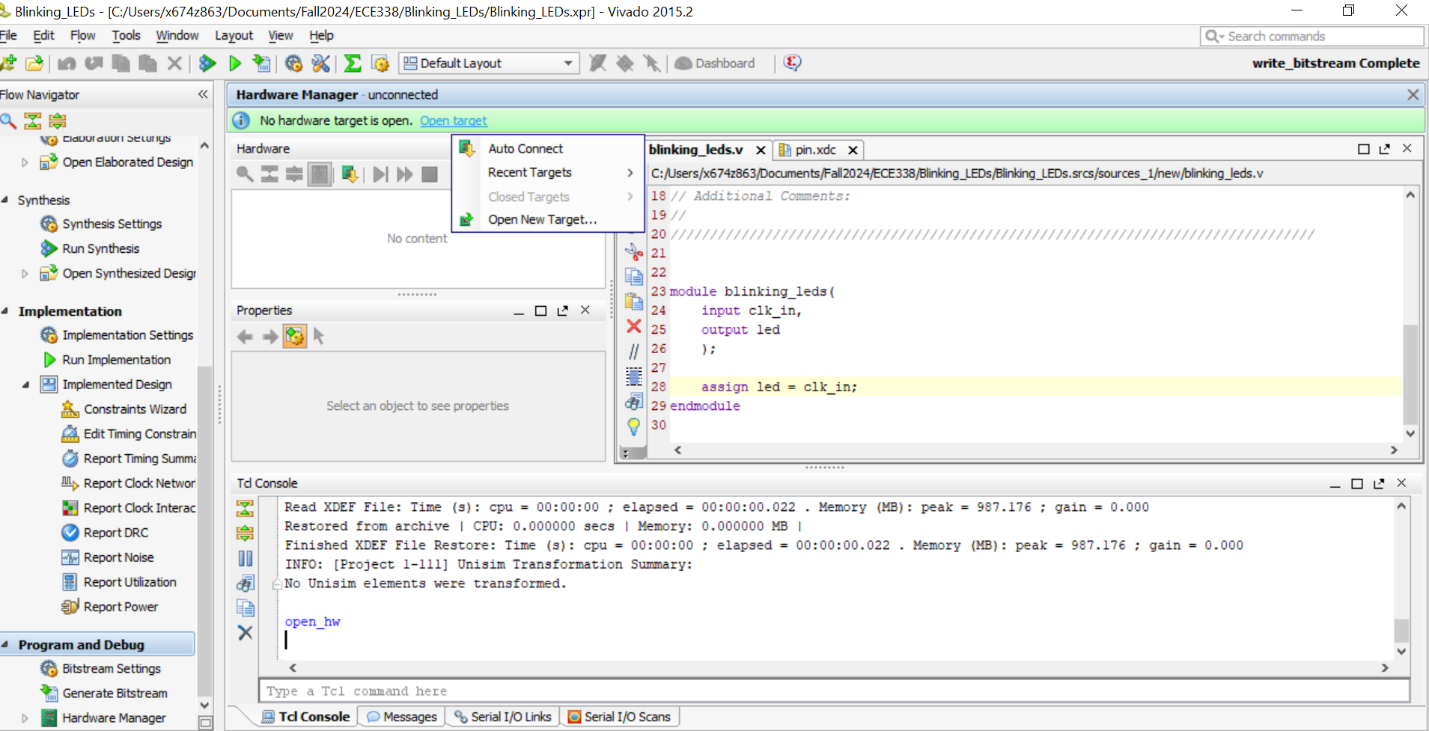 Blinking_LEDs - [C:/Users/x674z863/Documents/Fall2024/ECE338/Blinking_LEDs/Blinking_LEDs.xpr] - Vivado 2015.2
File Edit Flow Tools Window Layout View Help
Search commands
Default Layout
Dashboard
write_bitstream Complete
Flow Navigator
Elaboration Settings
Open Elaborated Design
Synthesis
Synthesis Settings
Run Synthesis
Open Synthesized Design
Implementation
Implementation Settings
Run Implementation
Implemented Design
Constraints Wizard
Edit Timing Constrain
Report Timing Summa
Report Clock Networ
Report Clock Interac
Report DRC
Report Noise
Report Utilization
Report Power
Program and Debug
Bitstream Settings
Generate Bitstream
Hardware Manager
Hardware Manager - unconnected
No hardware target is open. Open target
Hardware
No content
Auto Connect
Recent Targets
Closed Targets
Open New Target...
Properties
Select an object to see properties
blinking_leds.v
pin.xdc
C:/Users/x674z863/Documents/Fall2024/ECE338/Blinking_LEDs/Blinking_LEDs.srcs/sources_1/new/blinking_leds.v
18 // Additional Comments:
19 //
20 //////////////////////////////////////////////////////////////////////////////////
21
22
23 module blinking_leds(
24     input clk_in,
25     output led
26     );
27
28     assign led = clk_in;
29 endmodule
30
Tcl Console
Read XDEF File: Time (s): cpu = 00:00:00 ; elapsed = 00:00:00.022 . Memory (MB): peak = 987.176 ; gain = 0.000
Restored from archive | CPU: 0.000000 secs | Memory: 0.000000 MB |
Finished XDEF File Restore: Time (s): cpu = 00:00:00 ; elapsed = 00:00:00.022 . Memory (MB): peak = 987.176 ; gain = 0.000
INFO: [Project 1-111] Unisim Transformation Summary:
No Unisim elements were transformed.
open_hw
Type a Tcl command here
Tcl Console
Messages
Serial I/O Links
Serial I/O Scans